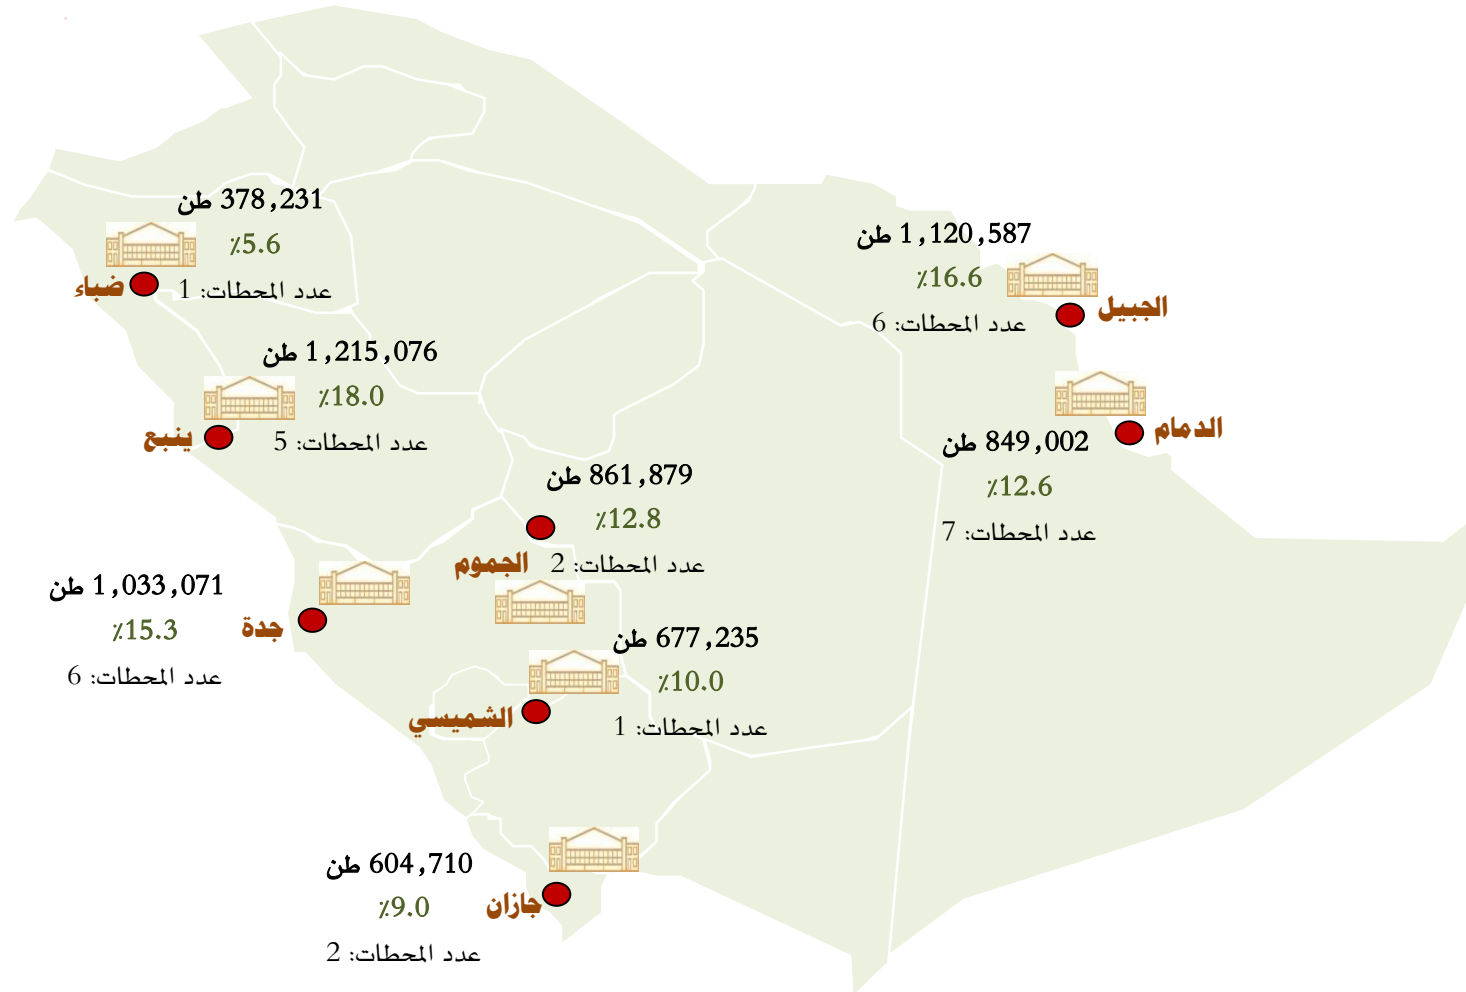 378,231 طن
٪5.6
ضباء
عدد المحطات: 1
1,120,587 طن
٪16.6
الجبيل
عدد المحطات: 6
1,215,076 طن
٪18.0
ينبع
عدد المحطات: 5
الدمام
849,002 طن
٪12.6
عدد المحطات: 7
861,879 طن
٪12.8
الجموم
عدد المحطات: 2
1,033,071 طن
٪15.3
جدة
عدد المحطات: 6
677,235 طن
٪10.0
الشميسي
عدد المحطات: 1
604,710 طن
٪9.0
جازان
عدد المحطات: 2